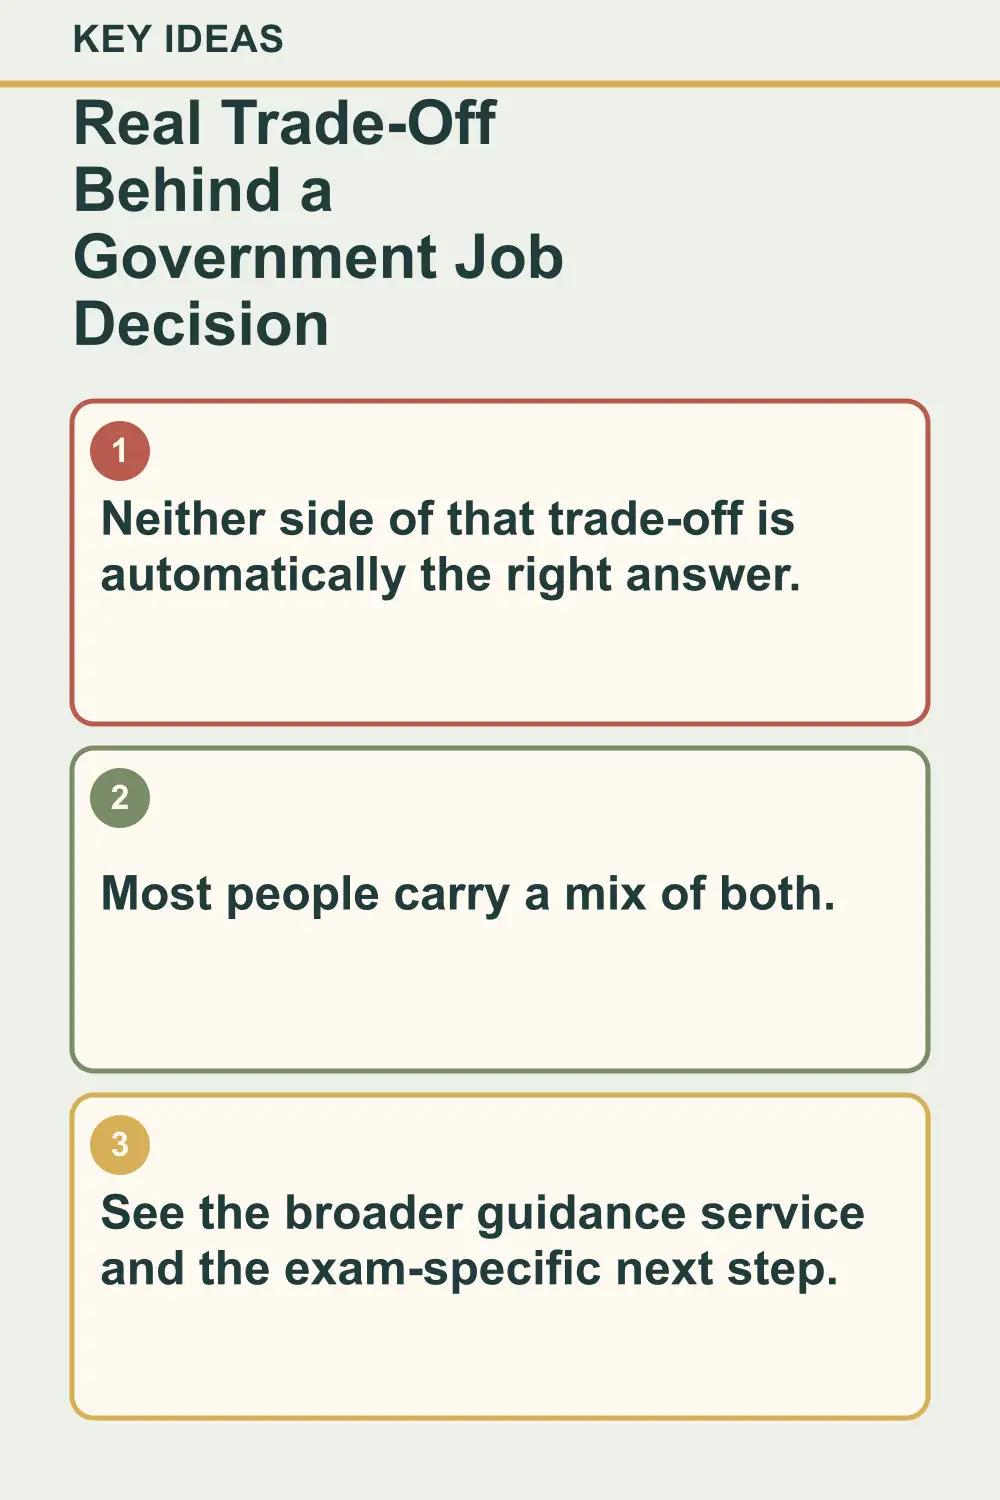 KEY IDEAS
Real Trade-Off
Behind a
Government Job
Decision
1
Neither side of that trade-off is
automatically the right answer.
2
Most people carry a mix of both.
3
See the broader guidance service
and the exam-specific next step.